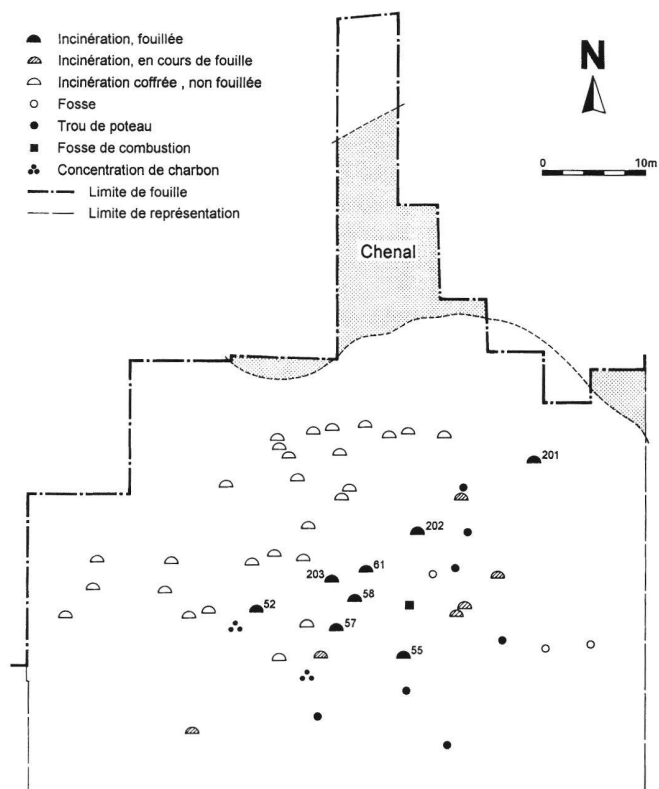 Incinération, fouillée
Incinération, en cours de fouille
Incinération coffrée , non fouillée
Fosse
Trou de poteau
Fosse de combustion
Concentration de charbon
Limite de fouille
Limite de représentation
N
0 10m
Chenal
201
202
61
203
58
52
57
55